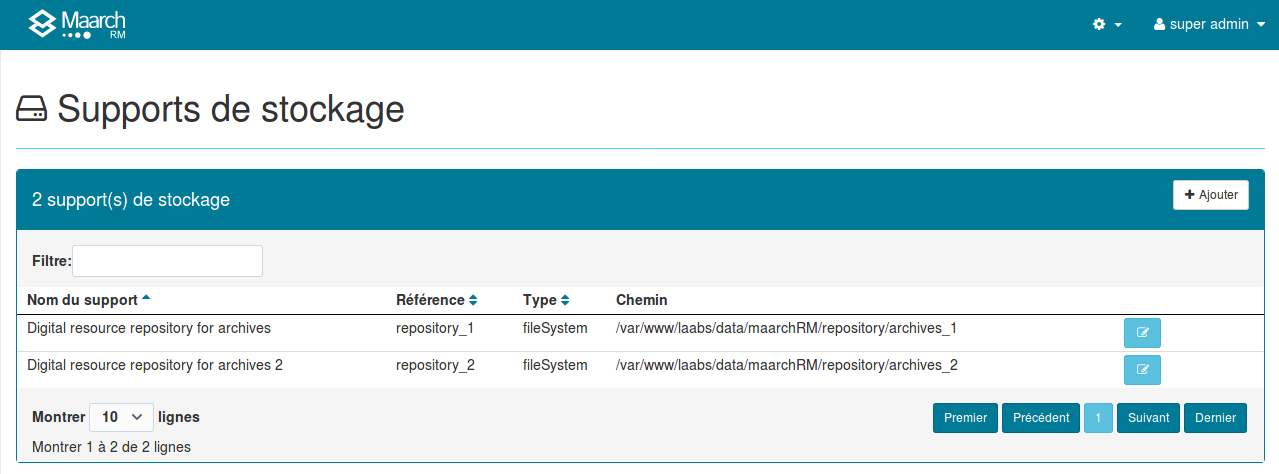 Maarch
RM
super admin
Supports de stockage
2 support(s) de stockage
Ajouter
Filtre:
Nom du support Référence Type Chemin
Digital resource repository for archives repository_1 fileSystem /var/www/laabs/data/maarchRM/repository/archives_1
Digital resource repository for archives 2 repository_2 fileSystem /var/www/laabs/data/maarchRM/repository/archives_2
Montrer 10 lignes Premier Précédent 1 Suivant Dernier
Montrer 1 à 2 de 2 lignes